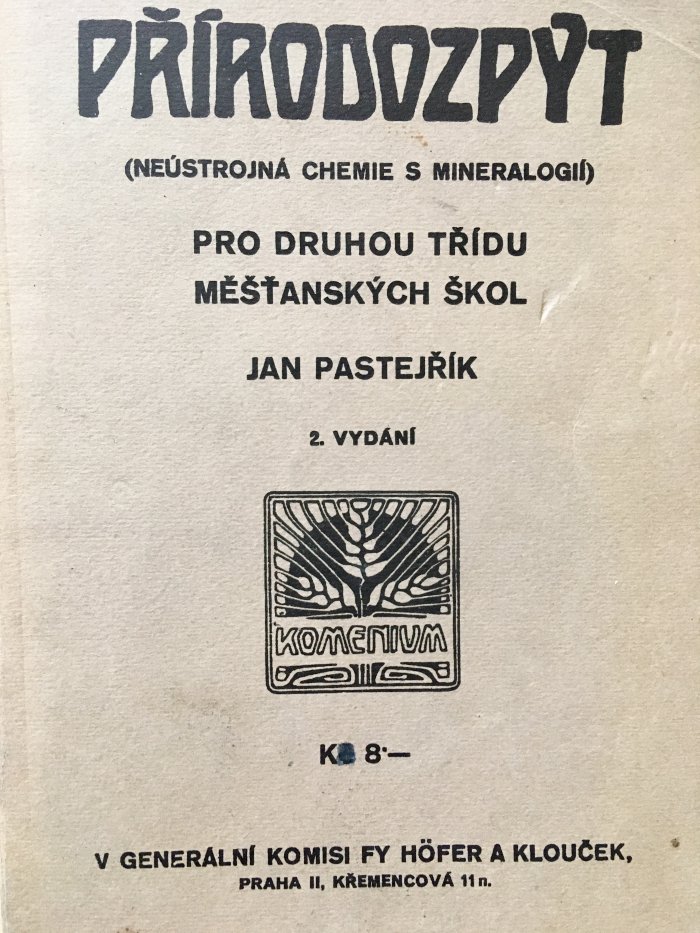 PŘÍRODOZPYT
(NEÚSTROJNÁ CHEMIE S MINERALOGIÍ)
PRO DRUHOU TŘÍDU
MĚŠŤANSKÝCH ŠKOL
JAN PASTEJŘÍK
2. VYDÁNÍ
KOMENIUM
K 8·—
V GENERÁLNÍ KOMISI FY HÖFER A KLOUČEK,
PRAHA II, KŘEMENCOVÁ 11 n.